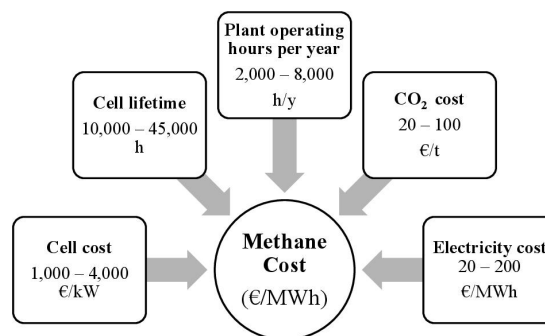 Plant operating
hours per year
2,000 – 8,000
h/y
Cell lifetime
10,000 – 45,000
h
CO₂ cost
20 – 100
€/t
Cell cost
1,000 – 4,000
€/kW
Methane
Cost
(€/MWh)
Electricity cost
20 – 200
€/MWh